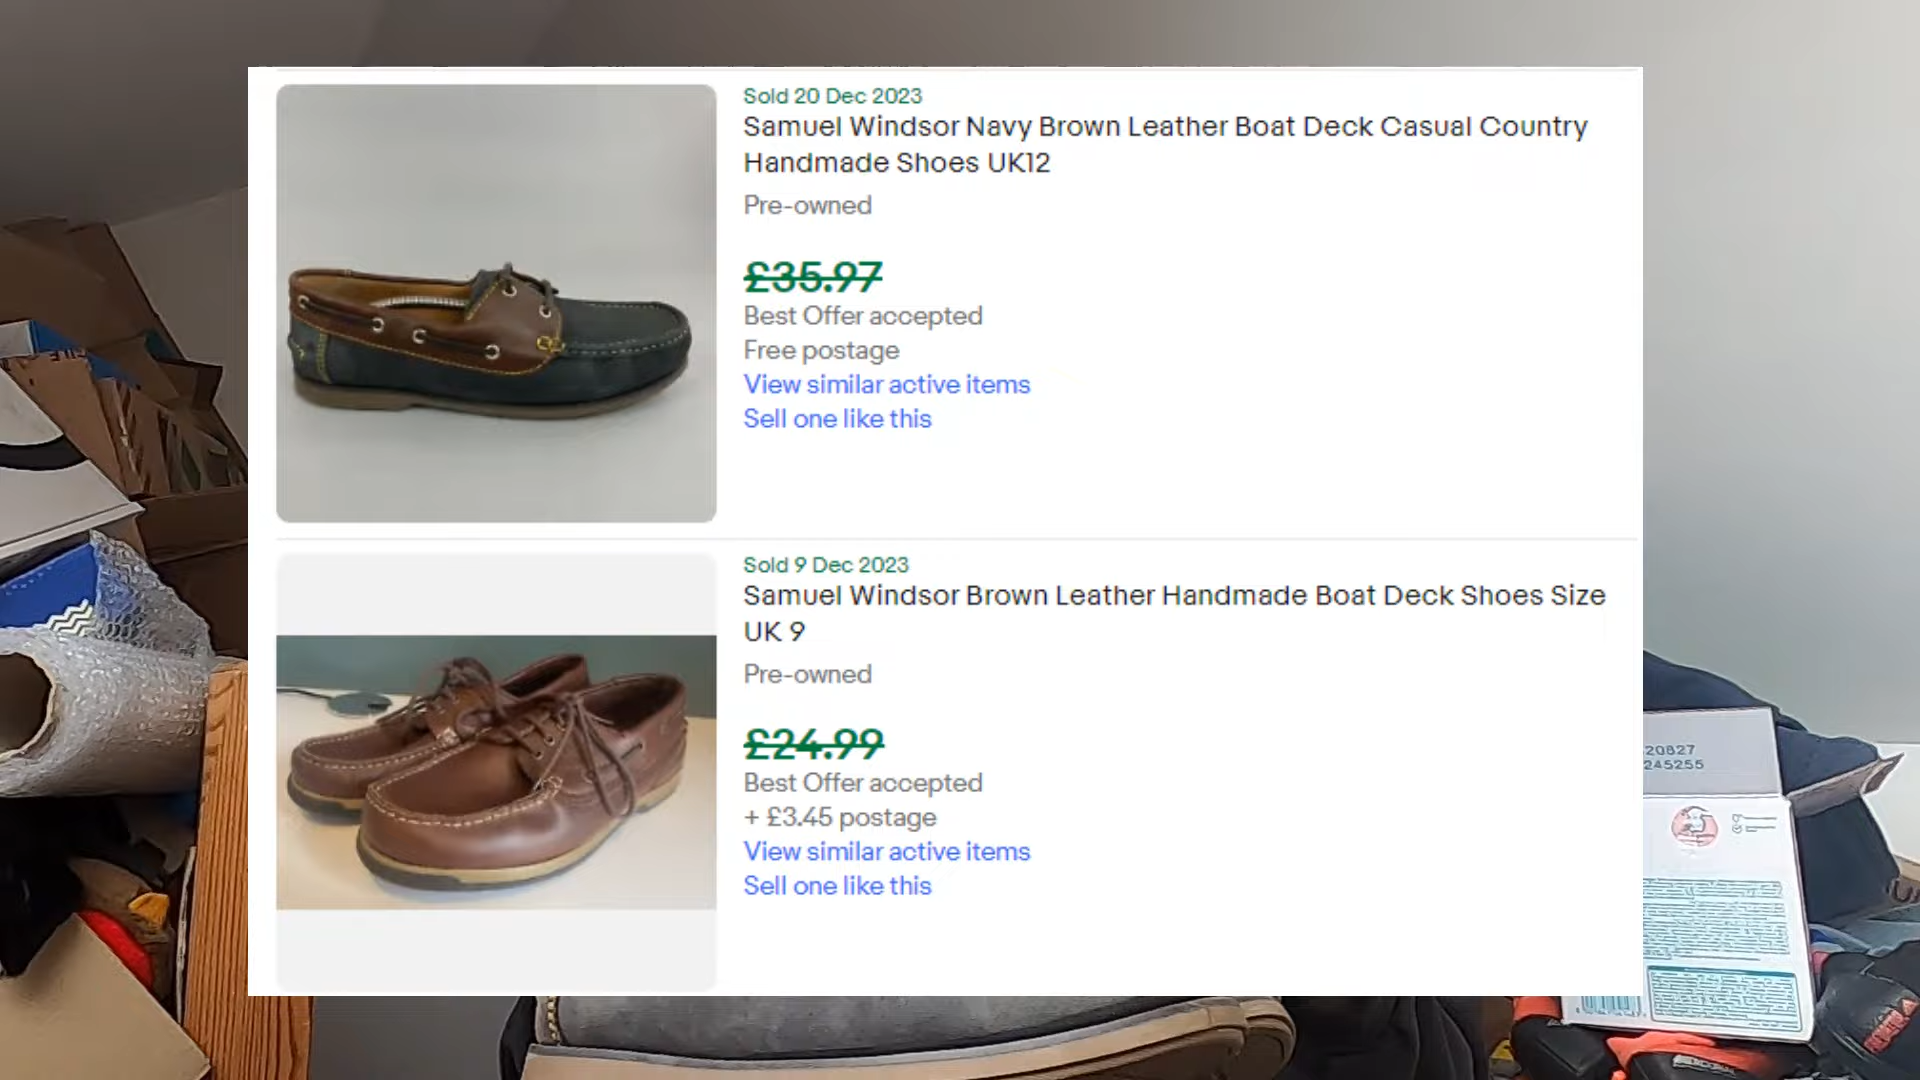 Sold 20 Dec 2023
Samuel Windsor Navy Brown Leather Boat Deck Casual Country
Handmade Shoes UK12
Pre-owned
£35.97
Best Offer accepted
Free postage
View similar active items
Sell one like this
Sold 9 Dec 2023
Samuel Windsor Brown Leather Handmade Boat Deck Shoes Size
UK 9
Pre-owned
£24.99
Best Offer accepted
+ £3.45 postage
View similar active items
Sell one like this
20827
245255